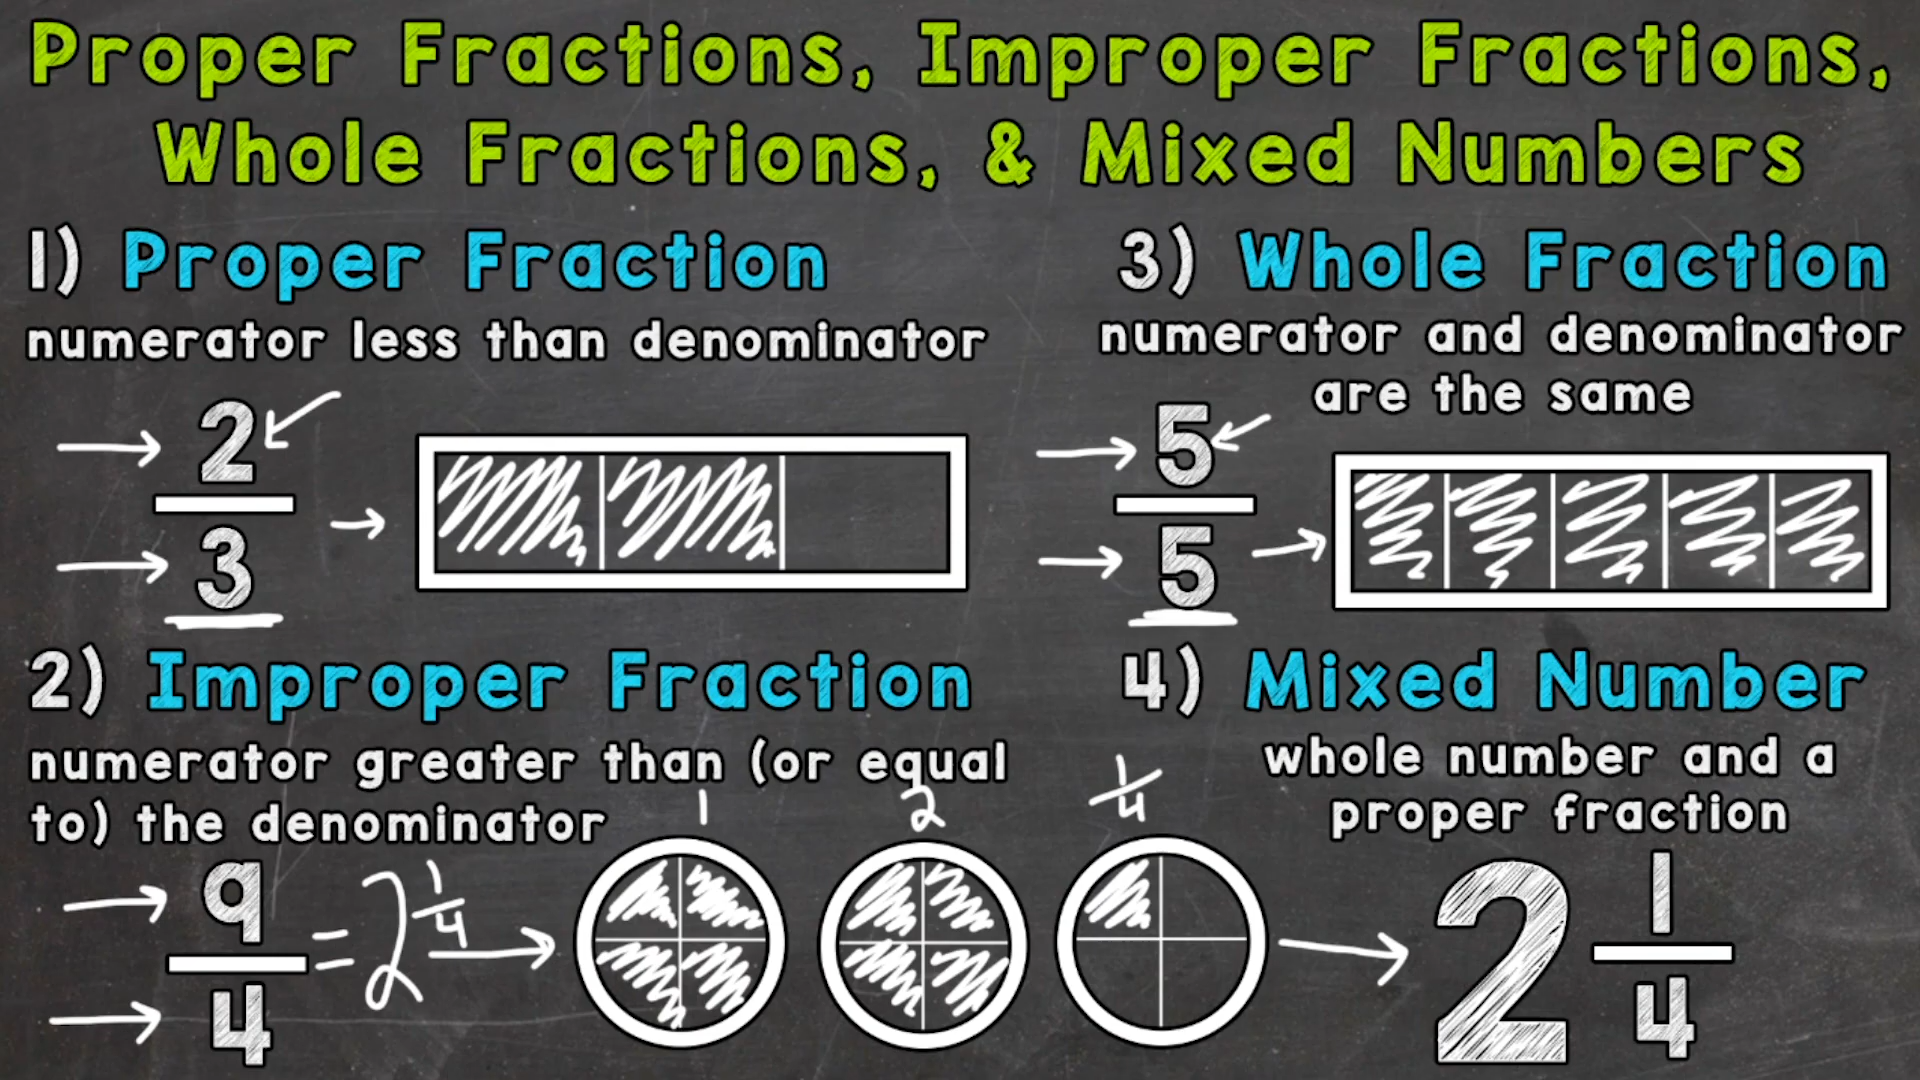 Proper Fractions, Improper Fractions,
Whole Fractions, & Mixed Numbers
1) Proper Fraction
numerator less than denominator
2
3
2) Improper Fraction
numerator greater than (or equal
to) the denominator
9
4
= 2 1/4
1
2
1/4
3) Whole Fraction
numerator and denominator
are the same
5
5
4) Mixed Number
whole number and a
proper fraction
2 1/4